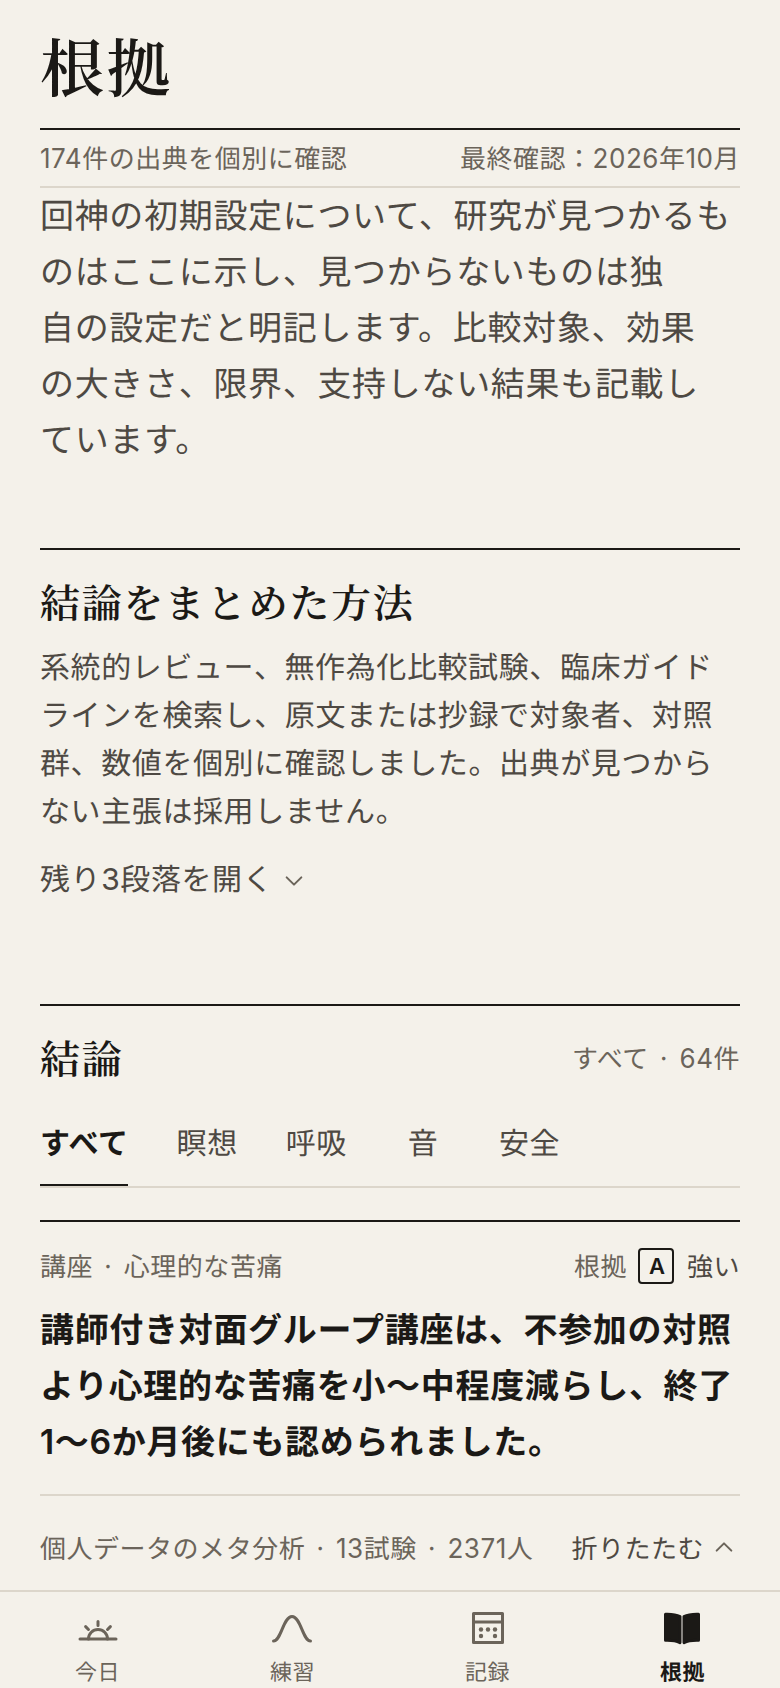 根拠
174件の出典を個別に確認 最終確認：2026年10月
回神の初期設定について、研究が見つかるも
のはここに示し、見つからないものは独
自の設定だと明記します。比較対象、効果
の大きさ、限界、支持しない結果も記載し
ています。
結論をまとめた方法
系統的レビュー、無作為化比較試験、臨床ガイド
ラインを検索し、原文または抄録で対象者、対照
群、数値を個別に確認しました。出典が見つから
ない主張は採用しません。
残り3段落を開く
結論 すべて · 64件
すべて 瞑想 呼吸 音 安全
講座 · 心理的な苦痛 根拠 A 強い
講師付き対面グループ講座は、不参加の対照
より心理的な苦痛を小〜中程度減らし、終了
1〜6か月後にも認められました。
個人データのメタ分析 · 13試験 · 2371人 折りたたむ
今日 練習 記録 根拠